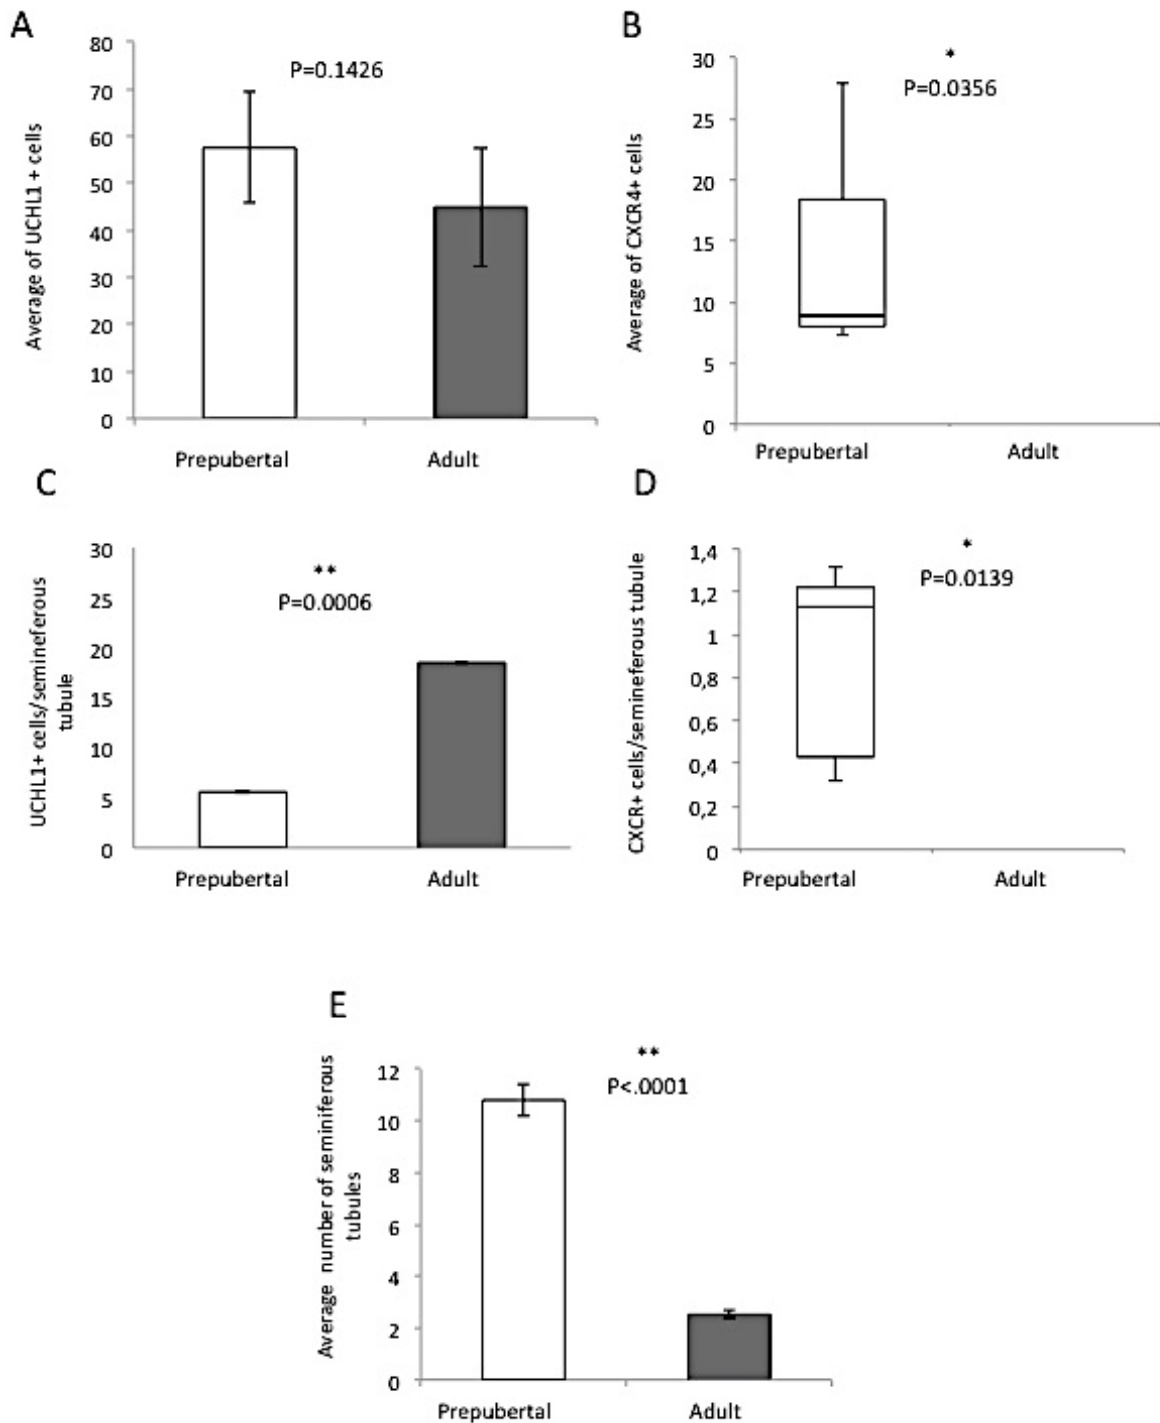 A
80
70
60
50
40
30
20
10
0
Average of UCHL1 + cells
P=0.1426
Prepubertal
Adult
B
30
25
20
15
10
5
0
Average of CXCR4+ cells
*
P=0.0356
Prepubertal
Adult
C
30
25
20
15
10
5
0
UCHL1+ cells/semineferous
tubule
**
P=0.0006
Prepubertal
Adult
D
1,4
1,2
1
0,8
0,6
0,4
0,2
0
CXCR+ cells/semineferous tubule
*
P=0.0139
Prepubertal
Adult
E
12
10
8
6
4
2
0
Average number of seminiferous
tubules
**
P<.0001
Prepubertal
Adult